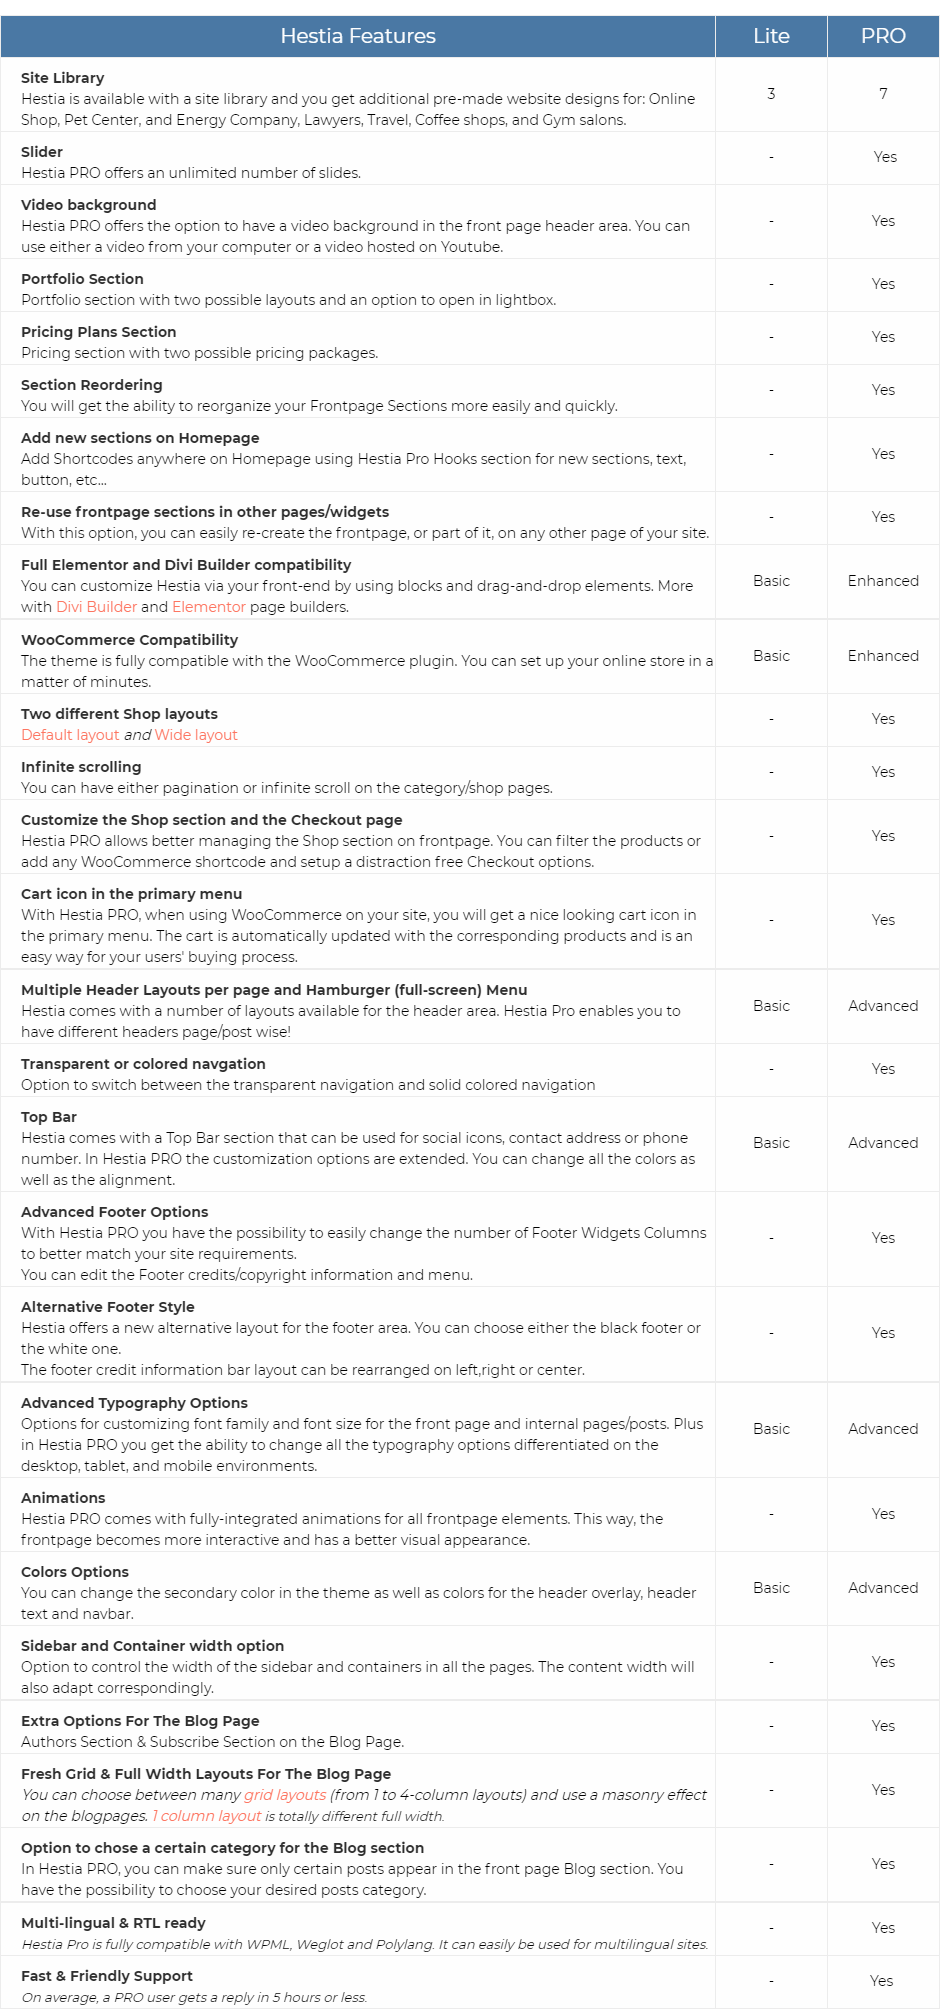 Hestia Features Lite PRO
Site Library
Hestia is available with a site library and you get additional pre-made website designs for: Online
Shop, Pet Center, and Energy Company, Lawyers, Travel, Coffee shops, and Gym salons.
3 7
Slider
Hestia PRO offers an unlimited number of slides.
- Yes
Video background
Hestia PRO offers the option to have a video background in the front page header area. You can
use either a video from your computer or a video hosted on Youtube.
- Yes
Portfolio Section
Portfolio section with two possible layouts and an option to open in lightbox.
- Yes
Pricing Plans Section
Pricing section with two possible pricing packages.
- Yes
Section Reordering
You will get the ability to reorganize your Frontpage Sections more easily and quickly.
- Yes
Add new sections on Homepage
Add Shortcodes anywhere on Homepage using Hestia Pro Hooks section for new sections, text,
button, etc...
- Yes
Re-use frontpage sections in other pages/widgets
With this option, you can easily re-create the frontpage, or part of it, on any other page of your site.
- Yes
Full Elementor and Divi Builder compatibility
You can customize Hestia via your front-end by using blocks and drag-and-drop elements. More
with Divi Builder and Elementor page builders.
Basic Enhanced
WooCommerce Compatibility
The theme is fully compatible with the WooCommerce plugin. You can set up your online store in a
matter of minutes.
Basic Enhanced
Two different Shop layouts
Default layout and Wide layout
- Yes
Infinite scrolling
You can have either pagination or infinite scroll on the category/shop pages.
- Yes
Customize the Shop section and the Checkout page
Hestia PRO allows better managing the Shop section on frontpage. You can filter the products or
add any WooCommerce shortcode and setup a distraction free Checkout options.
- Yes
Cart icon in the primary menu
With Hestia PRO, when using WooCommerce on your site, you will get a nice looking cart icon in
the primary menu. The cart is automatically updated with the corresponding products and is an
easy way for your users' buying process.
- Yes
Multiple Header Layouts per page and Hamburger (full-screen) Menu
Hestia comes with a number of layouts available for the header area. Hestia Pro enables you to
have different headers page/post wise!
Basic Advanced
Transparent or colored navgation
Option to switch between the transparent navigation and solid colored navigation
- Yes
Top Bar
Hestia comes with a Top Bar section that can be used for social icons, contact address or phone
number. In Hestia PRO the customization options are extended. You can change all the colors as
well as the alignment.
Basic Advanced
Advanced Footer Options
With Hestia PRO you have the possibility to easily change the number of Footer Widgets Columns
to better match your site requirements.
You can edit the Footer credits/copyright information and menu.
- Yes
Alternative Footer Style
Hestia offers a new alternative layout for the footer area. You can choose either the black footer or
the white one.
The footer credit information bar layout can be rearranged on left,right or center.
- Yes
Advanced Typography Options
Options for customizing font family and font size for the front page and internal pages/posts. Plus
in Hestia PRO you get the ability to change all the typography options differentiated on the
desktop, tablet, and mobile environments.
Basic Advanced
Animations
Hestia PRO comes with fully-integrated animations for all frontpage elements. This way, the
frontpage becomes more interactive and has a better visual appearance.
- Yes
Colors Options
You can change the secondary color in the theme as well as colors for the header overlay, header
text and navbar.
Basic Advanced
Sidebar and Container width option
Option to control the width of the sidebar and containers in all the pages. The content width will
also adapt correspondingly.
- Yes
Extra Options For The Blog Page
Authors Section & Subscribe Section on the Blog Page.
- Yes
Fresh Grid & Full Width Layouts For The Blog Page
You can choose between many grid layouts (from 1 to 4-column layouts) and use a masonry effect
on the blogpages. 1 column layout is totally different full width.
- Yes
Option to chose a certain category for the Blog section
In Hestia PRO, you can make sure only certain posts appear in the front page Blog section. You
have the possibility to choose your desired posts category.
- Yes
Multi-lingual & RTL ready
Hestia Pro is fully compatible with WPML, Weglot and Polylang. It can easily be used for multilingual sites.
- Yes
Fast & Friendly Support
On average, a PRO user gets a reply in 5 hours or less.
- Yes